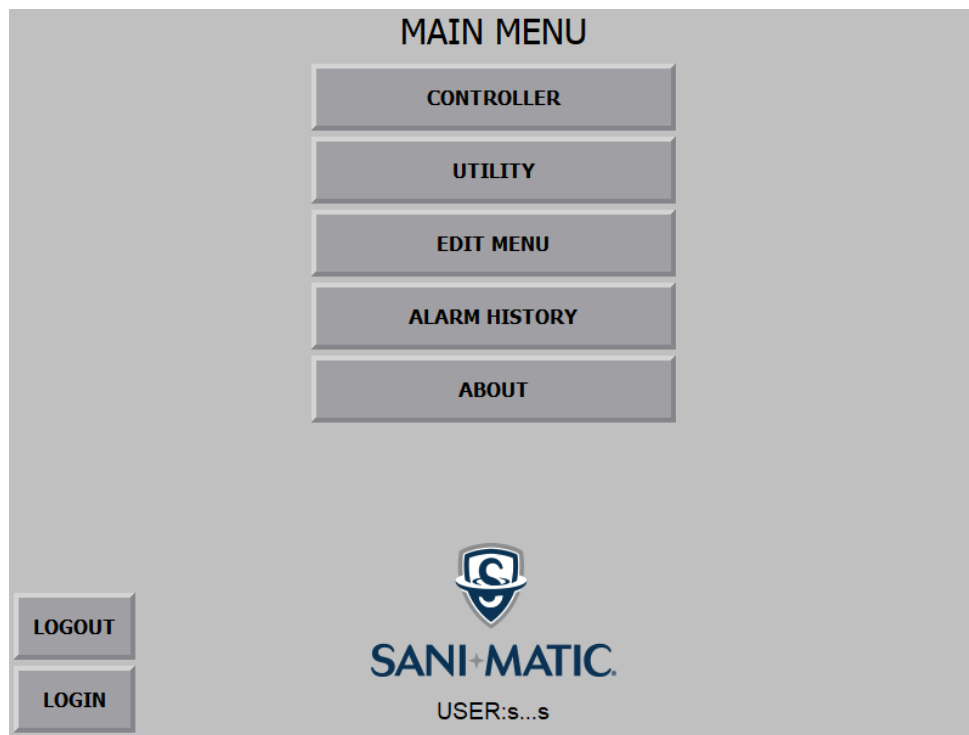 MAIN MENU
CONTROLLER
UTILITY
EDIT MENU
ALARM HISTORY
ABOUT
S
SANI MATIC.
LOGOUT
LOGIN
USER:s...s